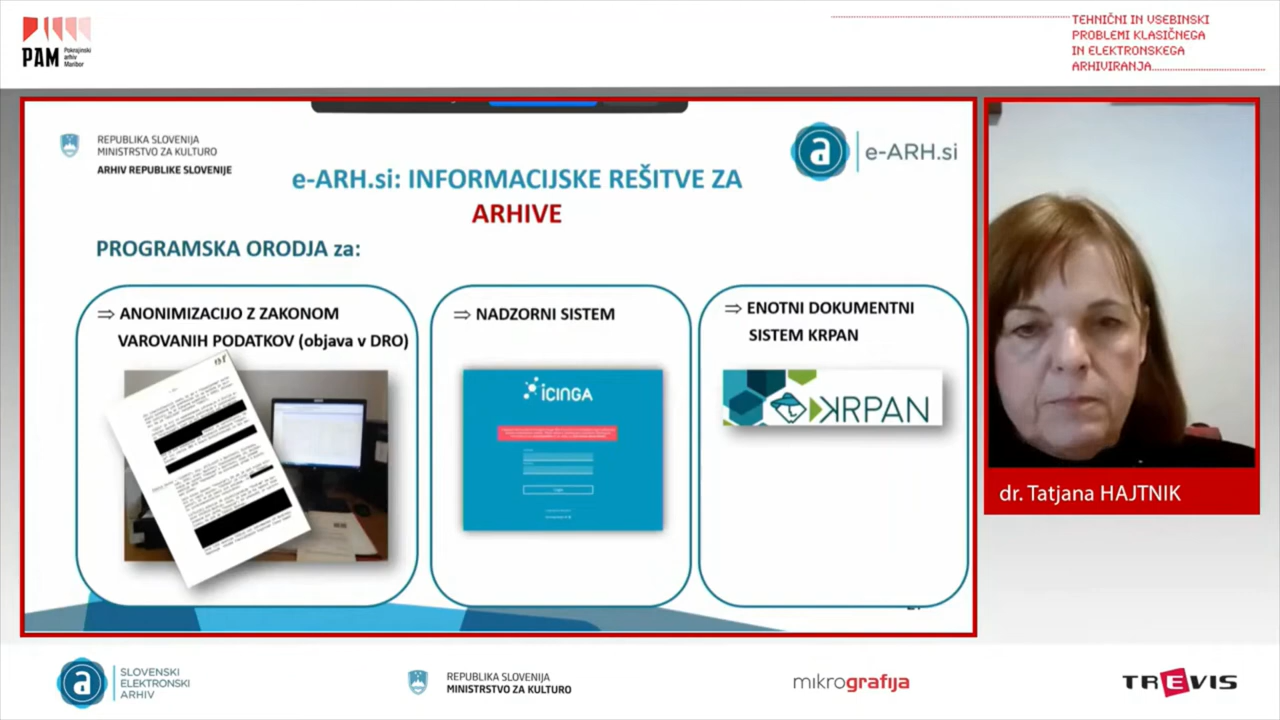 PAM
Pokrajinski
arhiv
Maribor
TEHNIČNI IN VSEBINSKI
PROBLEMI KLASIČNEGA
IN ELEKTRONSKEGA
ARHIVIRANJA
REPUBLIKA SLOVENIJA
MINISTRSTVO ZA KULTURO
ARHIV REPUBLIKE SLOVENIJE
a
e-ARH.si
e-ARH.si: INFORMACIJSKE REŠITVE ZA
ARHIVE
PROGRAMSKA ORODJA za:
⇒ ANONIMIZACIJO Z ZAKONOM
VAROVANIH PODATKOV (objava v DRO)
⇒ NADZORNI SISTEM
icinga
⇒ ENOTNI DOKUMENTNI
SISTEM KRPAN
KRPAN
dr. Tatjana HAJTNIK
a
SLOVENSKI
ELEKTRONSKI
ARHIV
REPUBLIKA SLOVENIJA
MINISTRSTVO ZA KULTURO
mikrografija
TREVIS